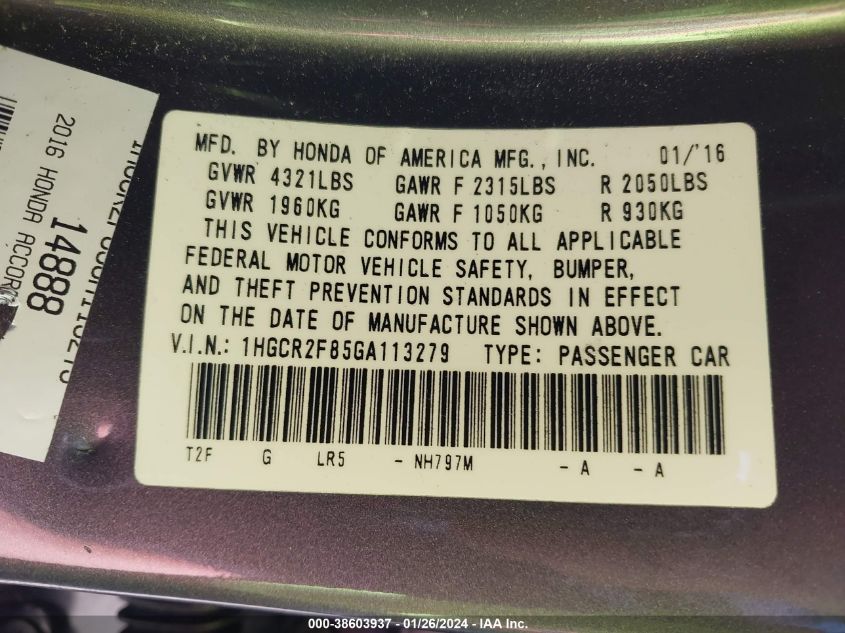 MFD. BY HONDA OF AMERICA MFG., INC. 01/'16
GVWR 4321LBS GAWR F 2315LBS R 2050LBS
GVWR 1960KG GAWR F 1050KG R 930KG
THIS VEHICLE CONFORMS TO ALL APPLICABLE
FEDERAL MOTOR VEHICLE SAFETY, BUMPER,
AND THEFT PREVENTION STANDARDS IN EFFECT
ON THE DATE OF MANUFACTURE SHOWN ABOVE.
V.I.N.: 1HGCR2F85GA113279 TYPE: PASSENGER CAR
T2F G LR5 - NH797M - A - A
2016 HONDA ACCORD
14888
000-38603937 - 01/26/2024 - IAA Inc.